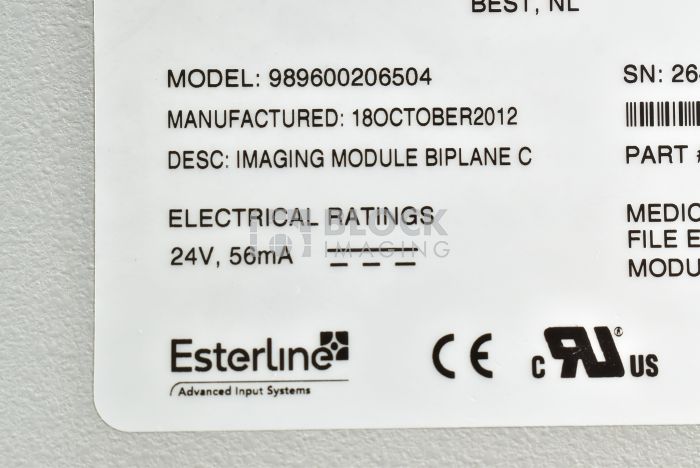 BEST, NL
MODEL: 989600206504
SN: 26
MANUFACTURED: 18OCTOBER2012
DESC: IMAGING MODULE BIPLANE C
PART #
ELECTRICAL RATINGS
24V, 56mA
MEDIC
FILE E
MODU
BLOCK
IMAGING
Esterline
Advanced Input Systems
CE
c RU ® US